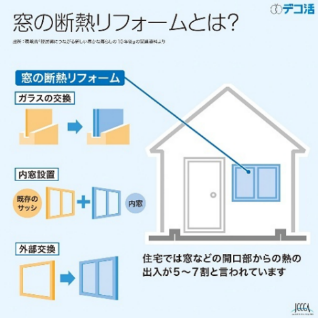 窓の断熱リフォームとは?
デコ活
窓の断熱リフォーム
ガラスの交換
内窓設置
既存の
サッシ
内窓
外部交換
住宅では窓などの開口部からの熱の
出入が5〜7割と言われています
JCCCA